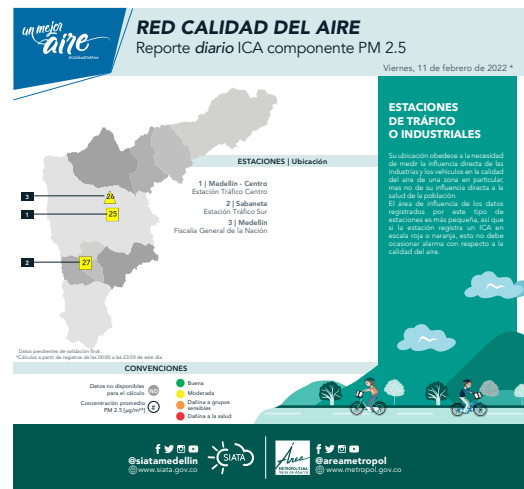 un mejor
aire
#CalidadDelAire
RED CALIDAD DEL AIRE
Reporte diario ICA componente PM 2.5
Viernes, 11 de febrero de 2022 *
ESTACIONES
DE TRÁFICO
O INDUSTRIALES
Su ubicación obedece a la necesidad
de medir la influencia directa de las
industrias y los vehículos en la calidad
del aire de una zona en particular,
mas no de su influencia directa a la
salud de la población.
El área de influencia de los datos
registrados por este tipo de
estaciones es más pequeña, así que
si la estación registra un ICA en
escala roja o naranja, esto no debe
ocasionar alarma con respecto a la
calidad del aire.
ESTACIONES | Ubicación
1 | Medellín - Centro
Estación Tráfico Centro
2 | Sabaneta
Estación Tráfico Sur
3 | Medellín
Fiscalía General de la Nación
3
26
1
25
2
27
Datos pendientes de validación final.
*Cálculos a partir de registros de las 00:00 a las 23:59 de este día.
CONVENCIONES
Datos no disponibles
para el cálculo
ND
Concentración promedio
PM 2.5 [µg/m³*]
#
Buena
Moderada
Dañina a grupos
sensibles
Dañina a la salud
@siatamedellin
www.siata.gov.co
SIATA
Área
METROPOLITANA
Valle de Aburrá
@areametropol
www.metropol.gov.co